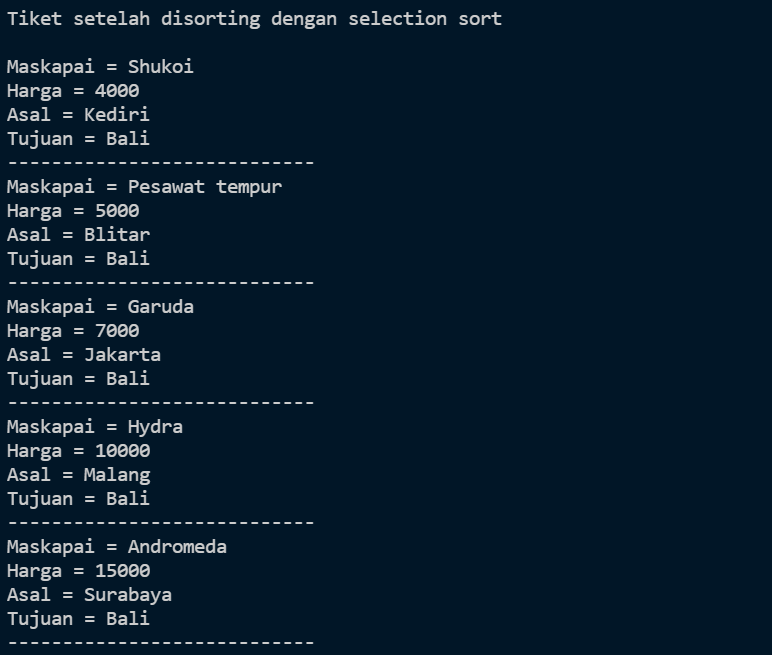 Tiket setelah disorting dengan selection sort
Maskapai = Shukoi
Harga = 4000
Asal = Kediri
Tujuan = Bali
----------------------------
Maskapai = Pesawat tempur
Harga = 5000
Asal = Blitar
Tujuan = Bali
----------------------------
Maskapai = Garuda
Harga = 7000
Asal = Jakarta
Tujuan = Bali
----------------------------
Maskapai = Hydra
Harga = 10000
Asal = Malang
Tujuan = Bali
----------------------------
Maskapai = Andromeda
Harga = 15000
Asal = Surabaya
Tujuan = Bali
----------------------------